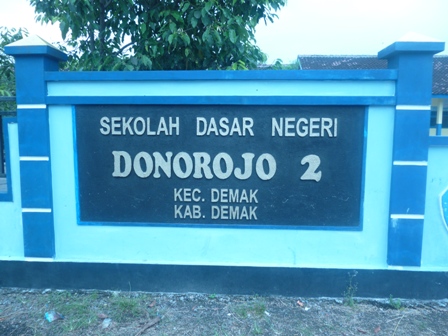 SEKOLAH DASAR NEGERI
DONOROJO 2
KEC. DEMAK
KAB. DEMAK